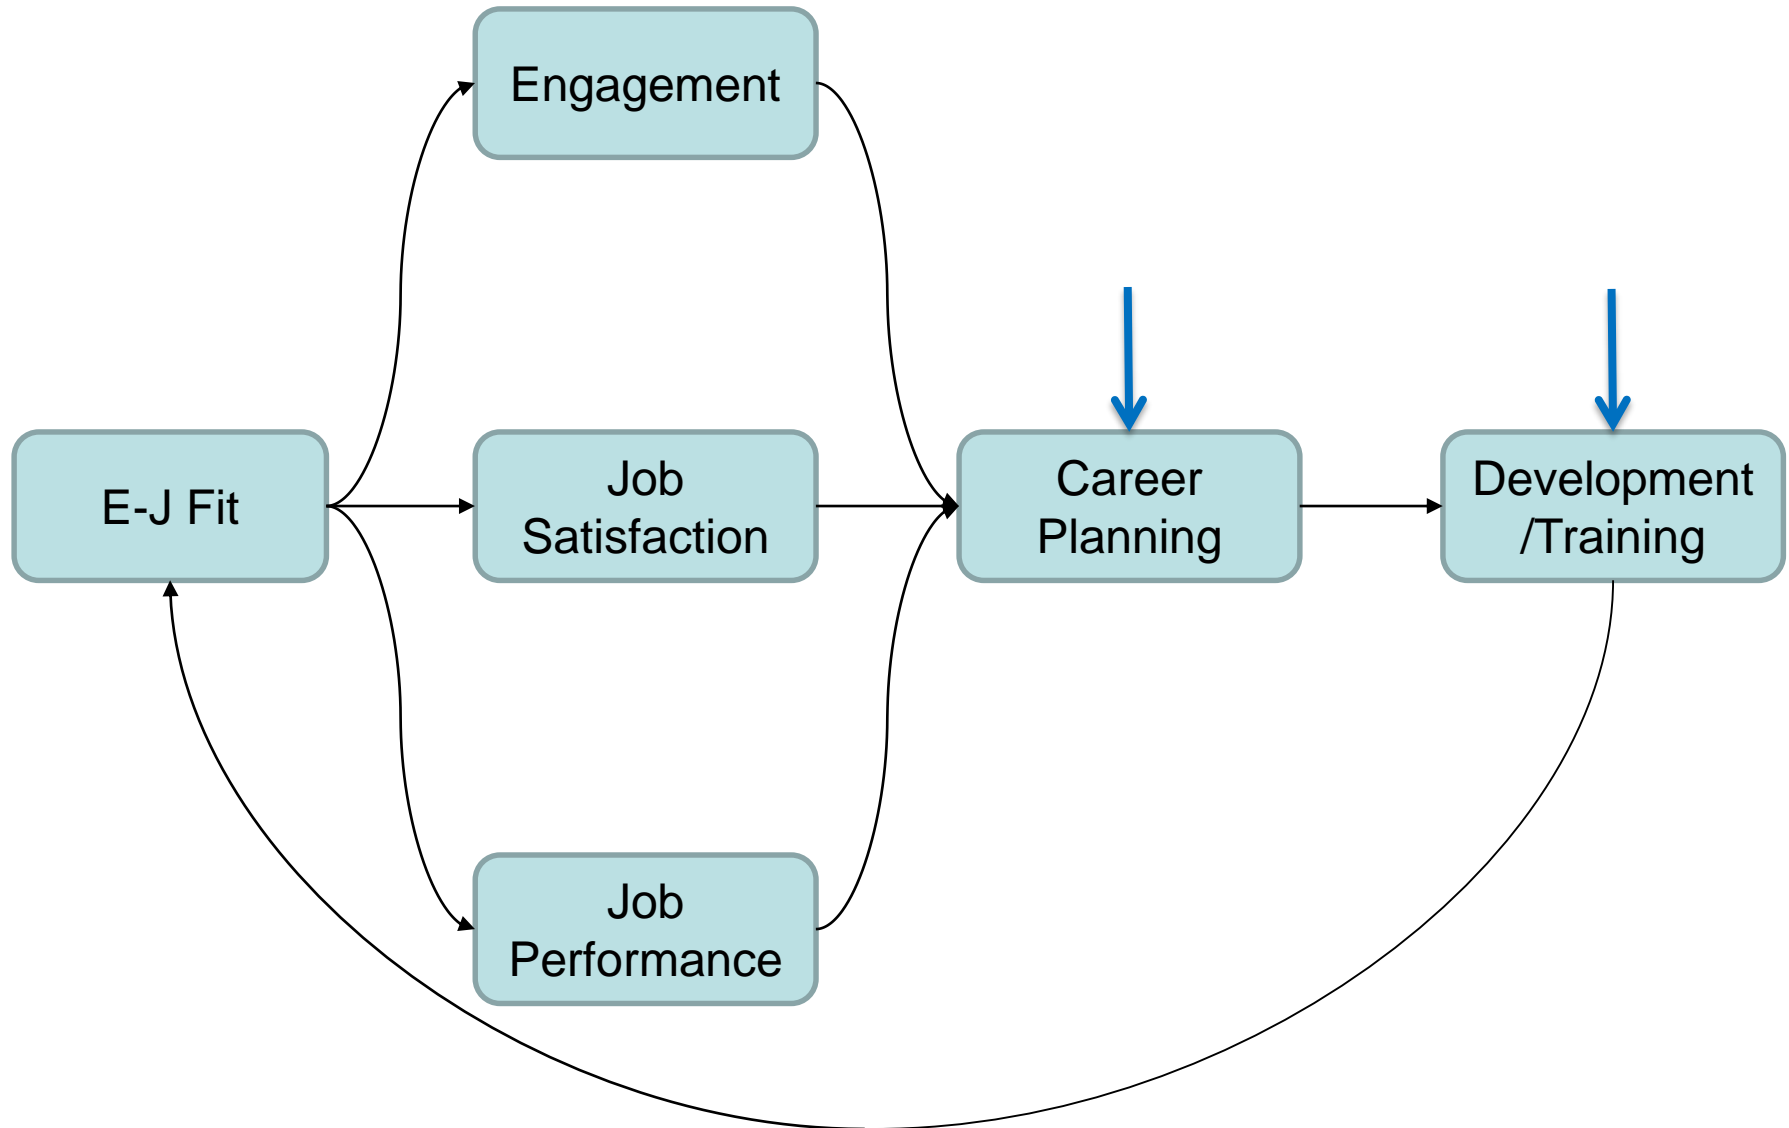 Engagement
E-J Fit
Job
Satisfaction
Career
Planning
Development
/Training
Job
Performance